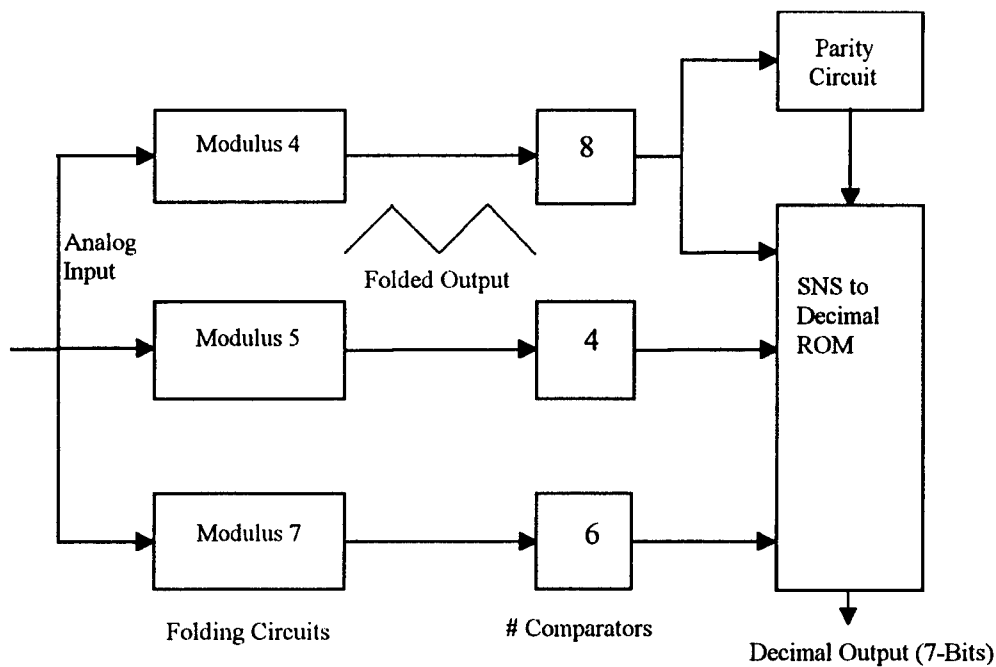 Parity
Circuit
Modulus 4
8
Analog
Input
Folded Output
SNS to
Decimal
ROM
Modulus 5
4
Modulus 7
6
Folding Circuits
# Comparators
Decimal Output (7-Bits)